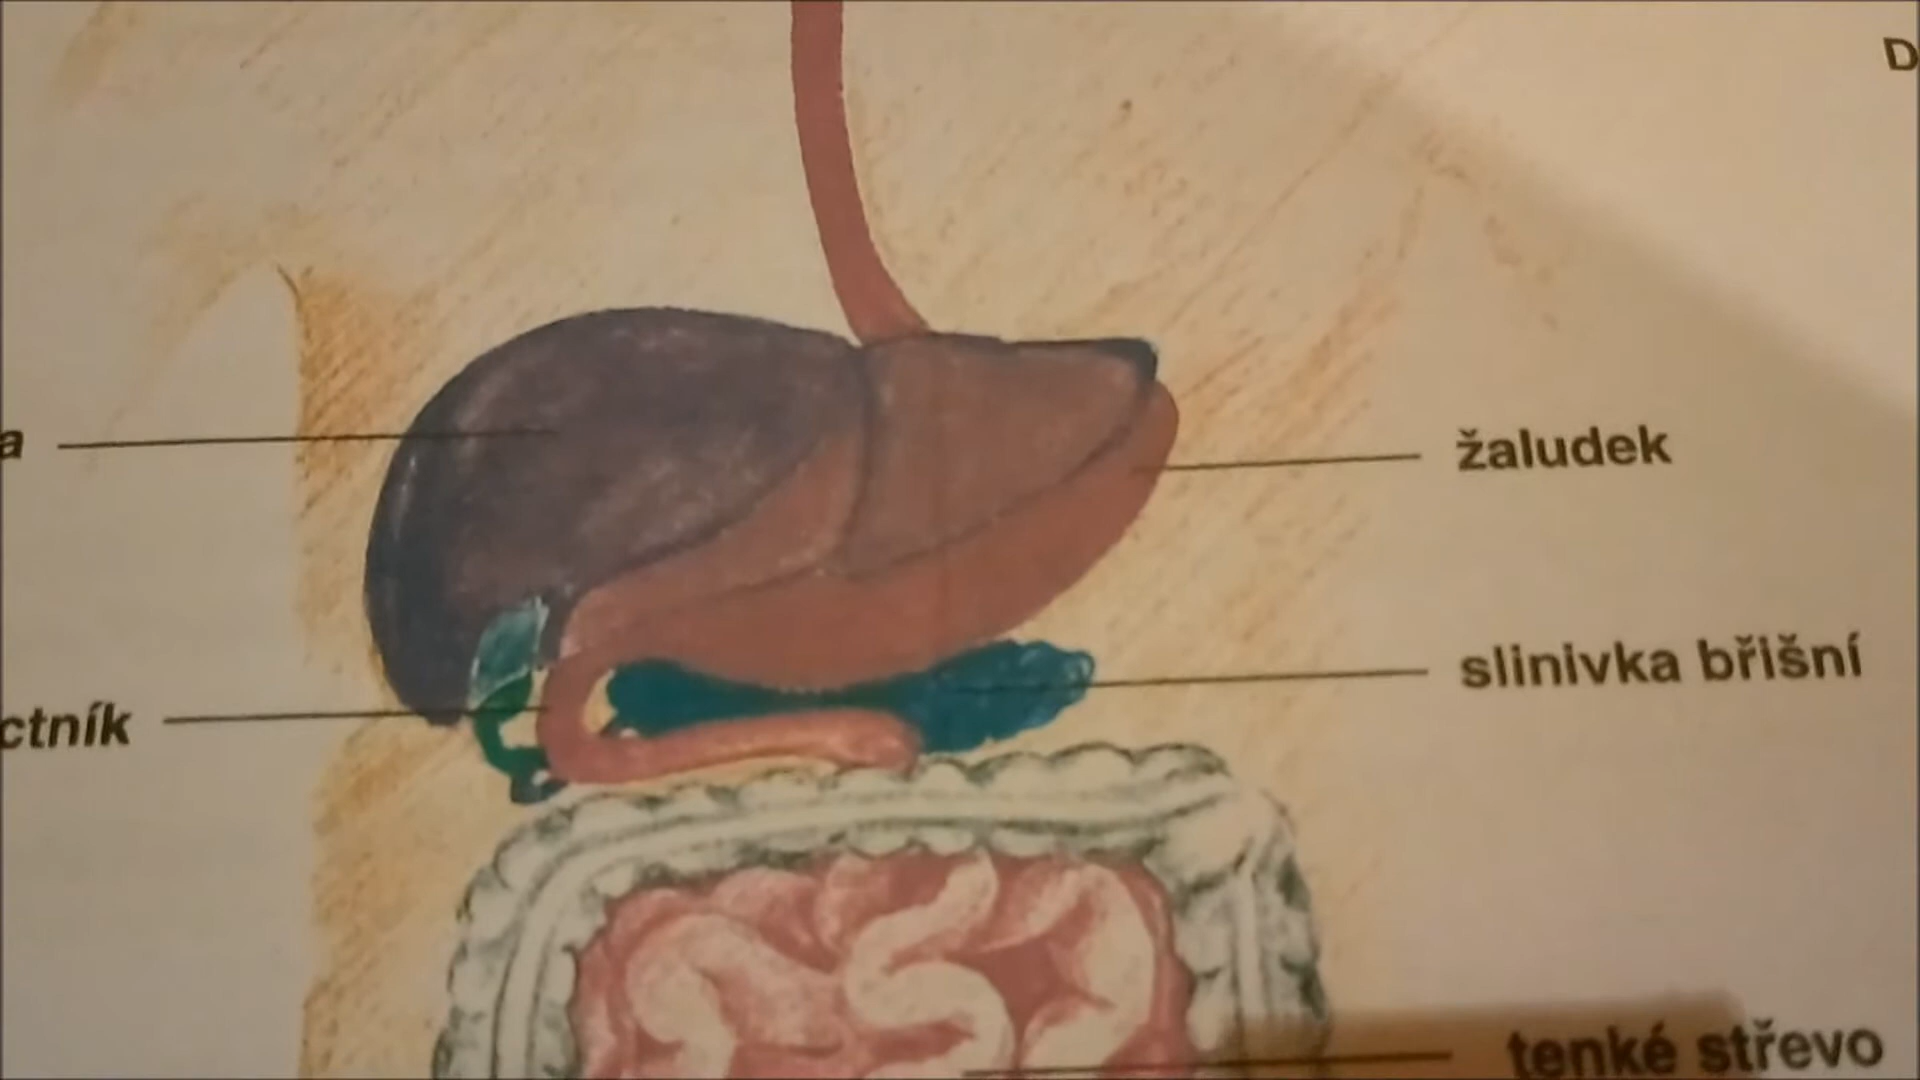 D
a
žaludek
slinivka břišní
ctník
tenké střevo